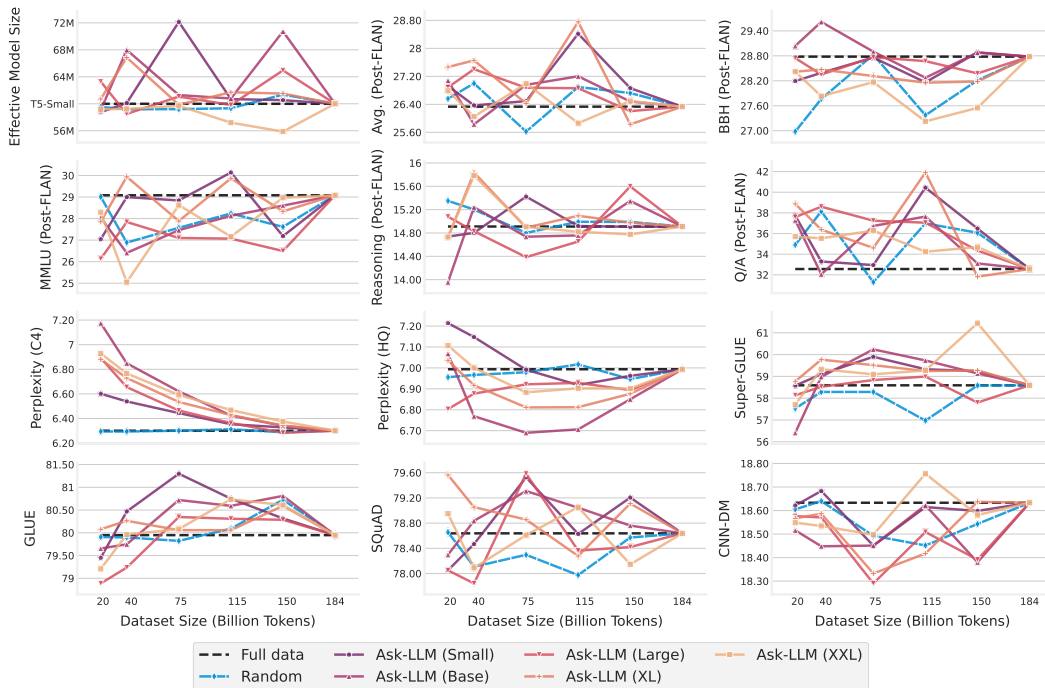 Effective Model Size
72M
68M
64M
T5-Small
56M
Avg. (Post-FLAN)
28.80
28
27.20
26.40
25.60
BBH (Post-FLAN)
29.40
28.80
28.20
27.60
27.00
MMLU (Post-FLAN)
30
29
28
27
26
25
Reasoning (Post-FLAN)
16
15.60
15.20
14.80
14.40
14.00
Q/A (Post-FLAN)
42
40
38
36
34
32
Perplexity (C4)
7.20
7
6.80
6.60
6.40
6.20
Perplexity (HQ)
7.20
7.10
7.00
6.90
6.80
6.70
Super-GLUE
61
60
59
58
57
56
GLUE
81.50
81
80.50
80
79.50
79
20 40 75 115 150 184
Dataset Size (Billion Tokens)
SQuAD
79.60
79.20
78.80
78.40
78.00
20 40 75 115 150 184
Dataset Size (Billion Tokens)
CNN-DM
18.80
18.70
18.60
18.50
18.40
18.30
20 40 75 115 150 184
Dataset Size (Billion Tokens)
Full data Ask-LLM (Small) Ask-LLM (Large) Ask-LLM (XXL)
Random Ask-LLM (Base) Ask-LLM (XL)